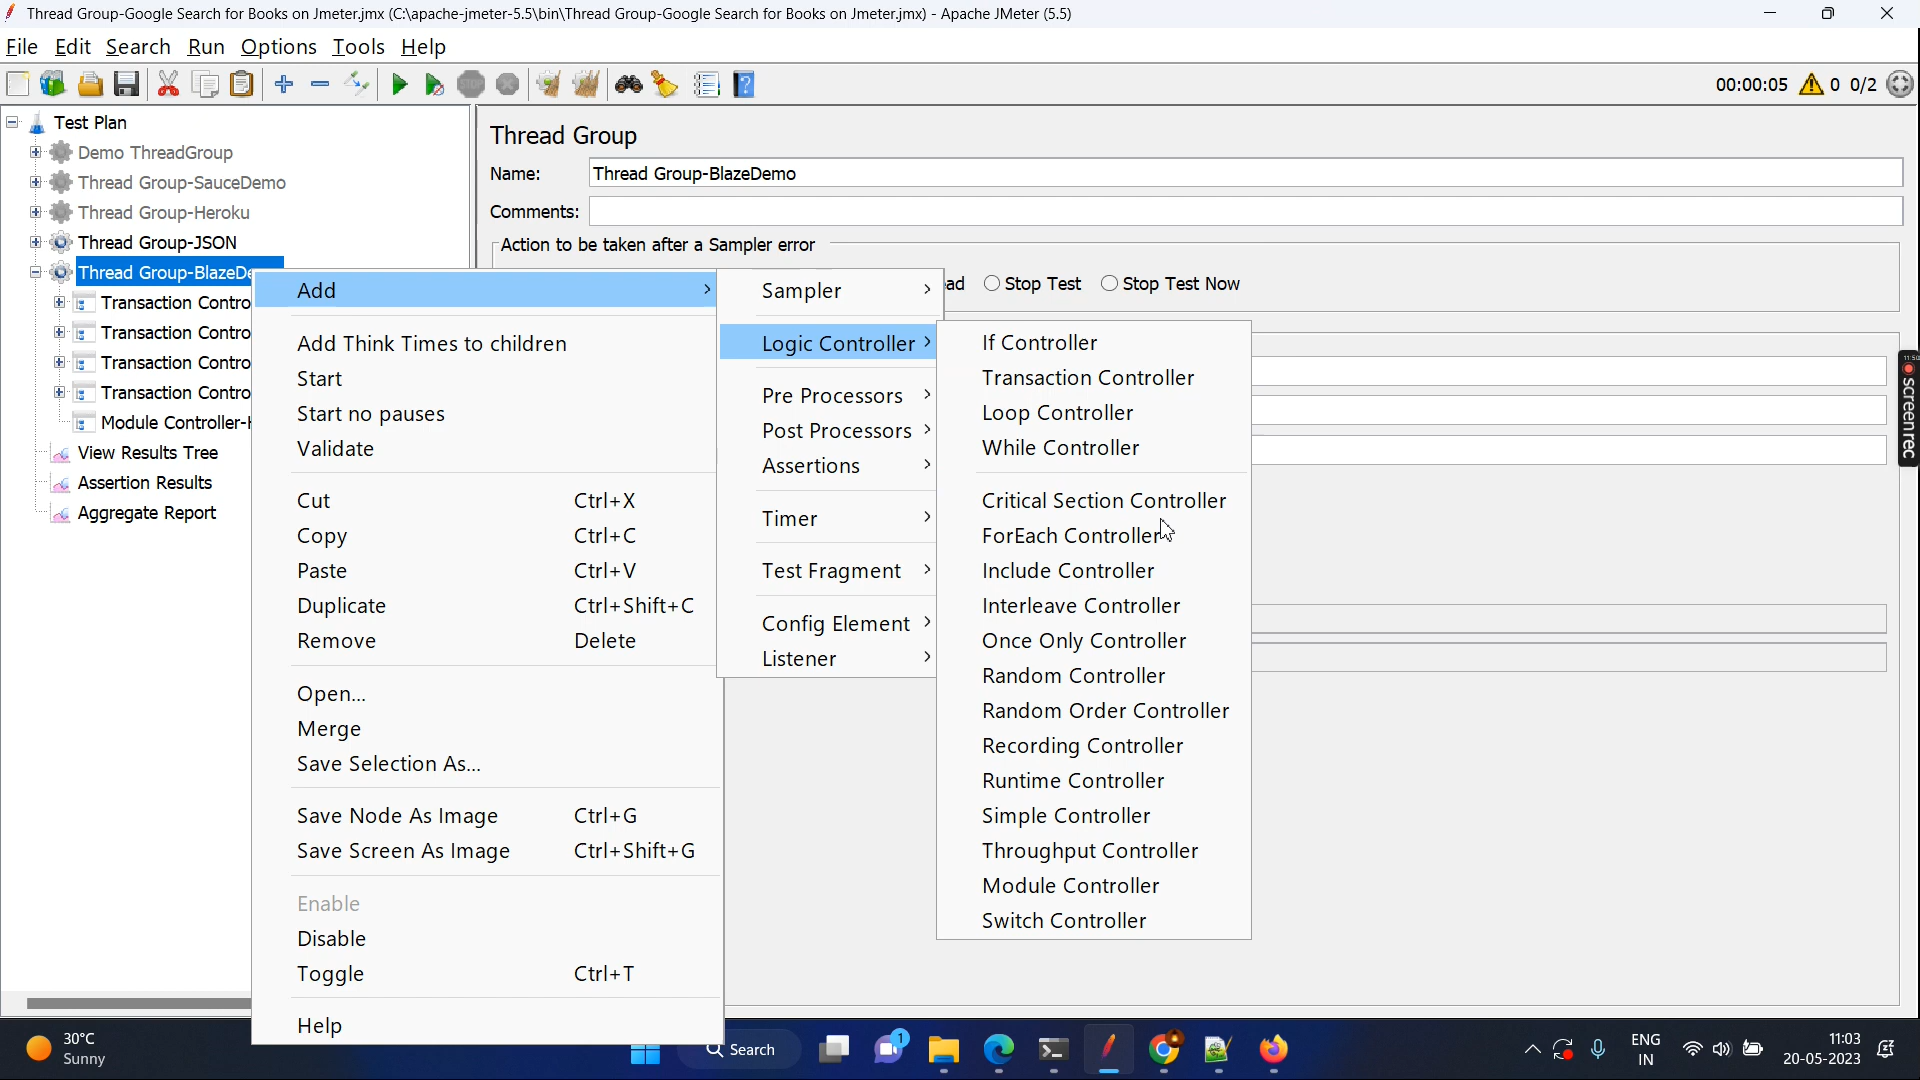 Thread Group-Google Search for Books on Jmeter.jmx (C:\apache-jmeter-5.5\bin\Thread Group-Google Search for Books on Jmeter.jmx) - Apache JMeter (5.5)
File Edit Search Run Options Tools Help
00:00:05 0 0/2
Test Plan
Demo ThreadGroup
Thread Group-SauceDemo
Thread Group-Heroku
Thread Group-JSON
Thread Group-BlazeDe
Transaction Contro
Transaction Contro
Transaction Contro
Transaction Contro
Module Controller-
View Results Tree
Assertion Results
Aggregate Report
Thread Group
Name: Thread Group-BlazeDemo
Comments:
Action to be taken after a Sampler error
ad Stop Test Stop Test Now
Add
Add Think Times to children
Start
Start no pauses
Validate
Cut Ctrl+X
Copy Ctrl+C
Paste Ctrl+V
Duplicate Ctrl+Shift+C
Remove Delete
Open...
Merge
Save Selection As...
Save Node As Image Ctrl+G
Save Screen As Image Ctrl+Shift+G
Enable
Disable
Toggle Ctrl+T
Help
Sampler
Logic Controller
Pre Processors
Post Processors
Assertions
Timer
Test Fragment
Config Element
Listener
If Controller
Transaction Controller
Loop Controller
While Controller
Critical Section Controller
ForEach Controller
Include Controller
Interleave Controller
Once Only Controller
Random Controller
Random Order Controller
Recording Controller
Runtime Controller
Simple Controller
Throughput Controller
Module Controller
Switch Controller
screenrec
30°C
Sunny
Search
1
ENG
IN
11:03
20-05-2023